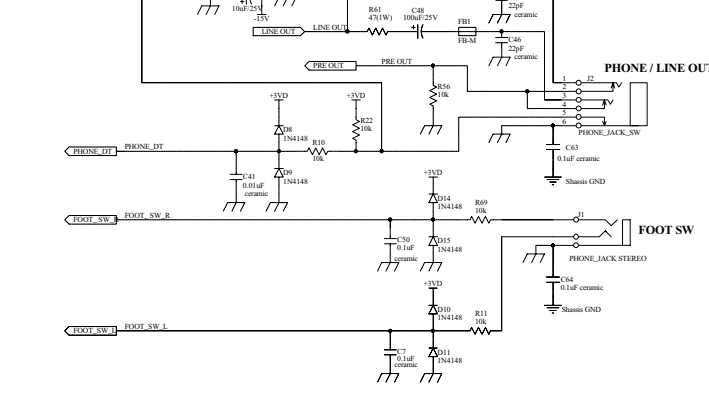 22pF
ceramic
10uF/25V
-15V
LINE OUT
LINE OUT
R61
47(1W)
C48
100uF/25V
FB1
FB-M
C46
22pF
ceramic
PRE OUT
PRE OUT
PHONE / LINE OUT
R56
10k
1
2
3
4
5
6
J2
PHONE_JACK_SW
+3VD
+3VD
D8
1N4148
R22
10k
PHONE_DT
PHONE_DT
R10
10k
C63
0.1uF ceramic
C41
0.01uF
ceramic
D9
1N4148
Shassis GND
+3VD
D14
1N4148
R69
10k
FOOT_SW_R
FOOT_SW_R
J1
FOOT SW
C50
0.1uF
ceramic
D15
1N4148
PHONE_JACK STEREO
C64
0.1uF ceramic
+3VD
D10
1N4148
R11
10k
Shassis GND
FOOT_SW_L
FOOT_SW_L
C7
0.1uF
ceramic
D11
1N4148